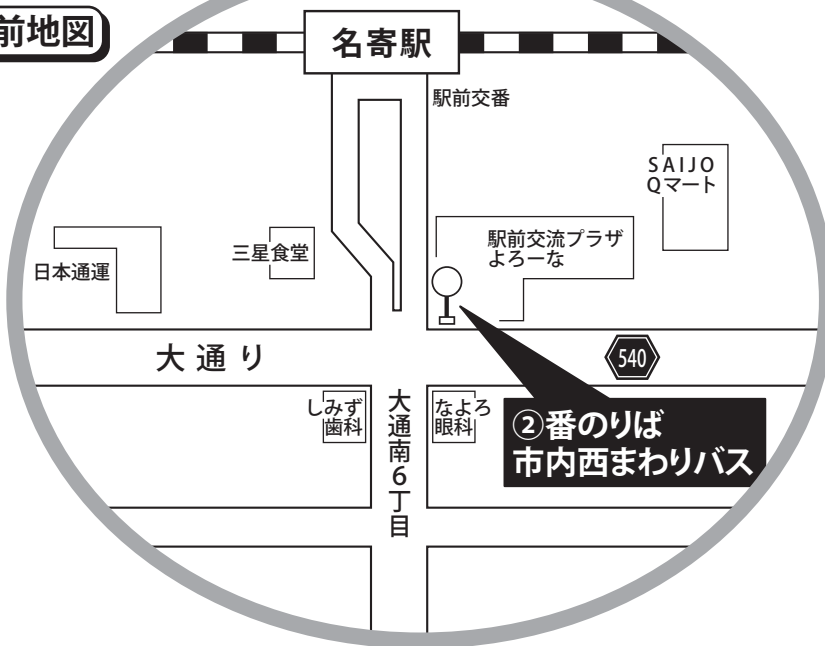 前地図
名寄駅
駅前交番
SAIJO
Qマート
駅前交流プラザ
よろーな
三星食堂
日本通運
大通り
540
しみず
歯科
大通南6丁目
なよろ
眼科
②番のりば
市内西まわりバス